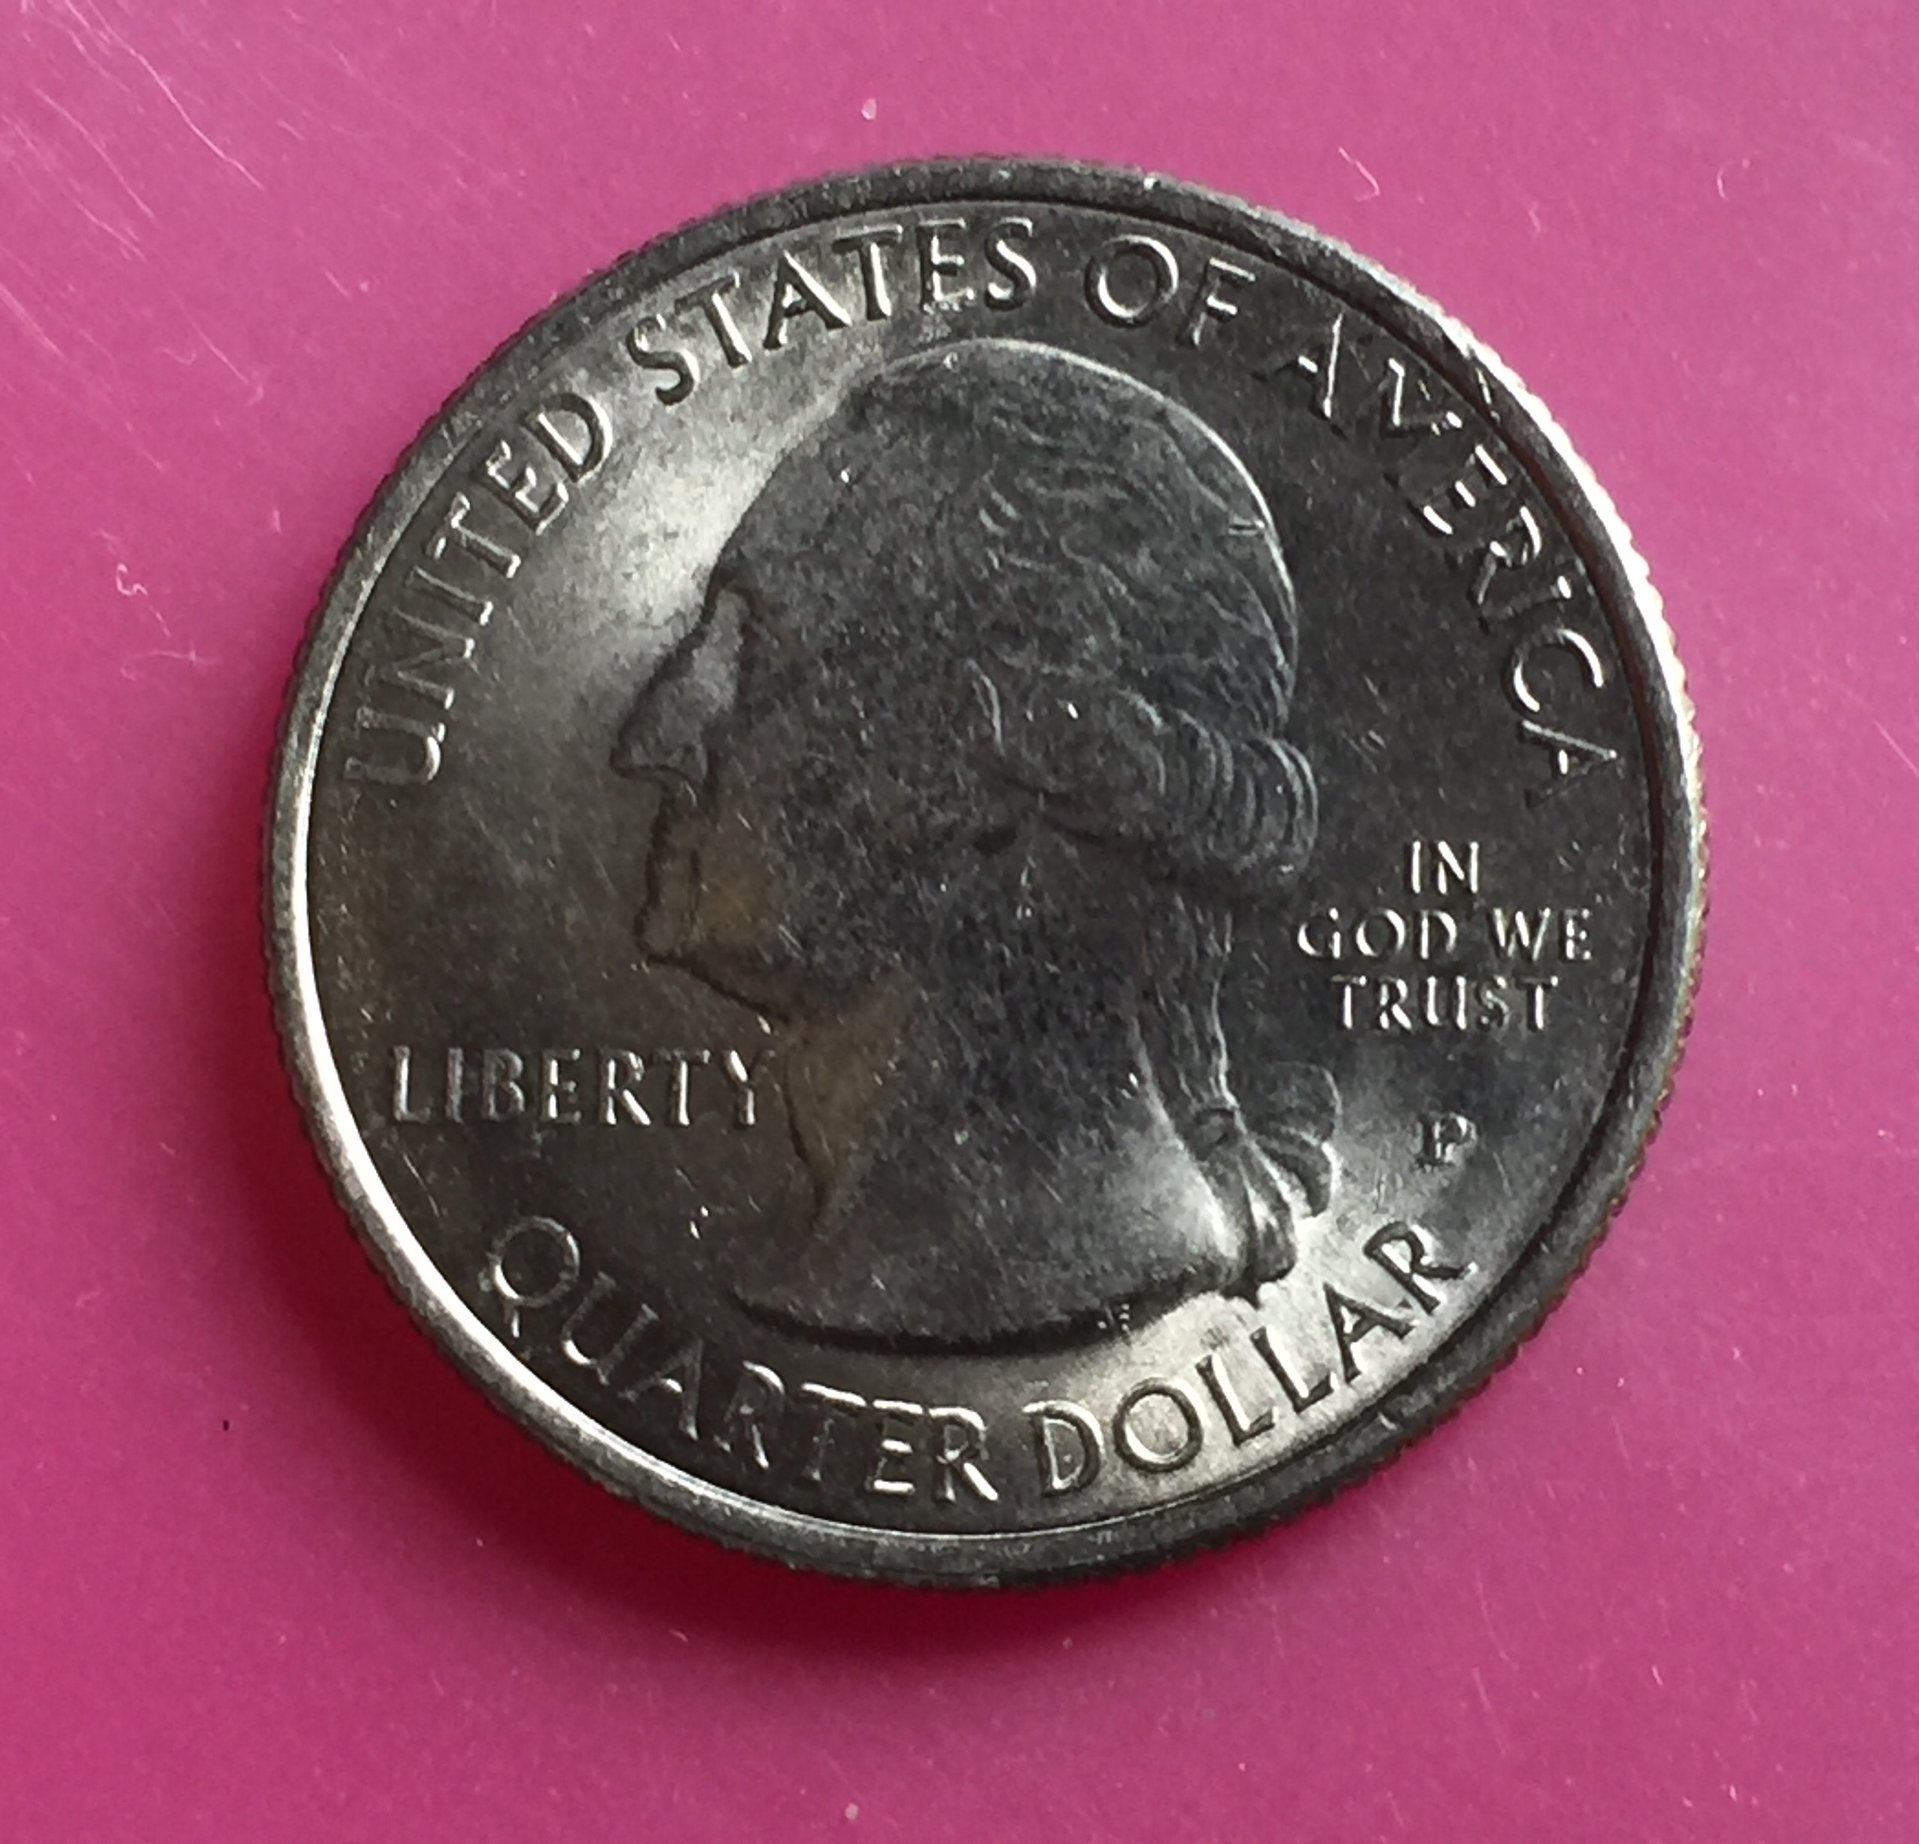 UNITED STATES OF AMERICA
LIBERTY
IN
GOD WE
TRUST
P
QUARTER DOLLAR